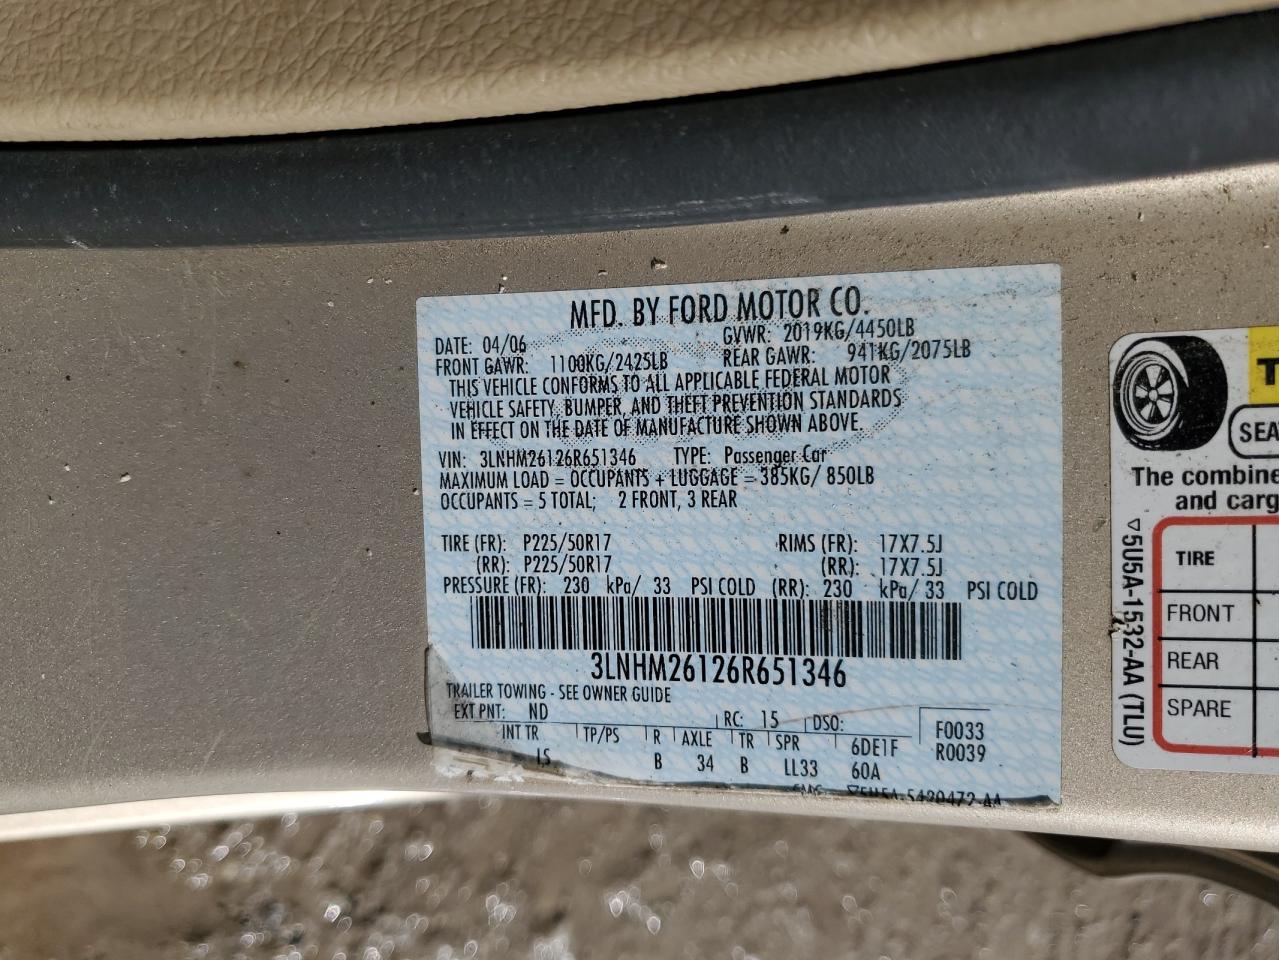 MFD. BY FORD MOTOR CO.
DATE: 04/06 GVWR: 2019KG/4450LB
FRONT GAWR: 1100KG/2425LB REAR GAWR: 941KG/2075LB
THIS VEHICLE CONFORMS TO ALL APPLICABLE FEDERAL MOTOR
VEHICLE SAFETY, BUMPER, AND THEFT PREVENTION STANDARDS
IN EFFECT ON THE DATE OF MANUFACTURE SHOWN ABOVE.
VIN: 3LNHM26126R651346 TYPE: Passenger Car
MAXIMUM LOAD = OCCUPANTS + LUGGAGE = 385KG/ 850LB
OCCUPANTS = 5 TOTAL; 2 FRONT, 3 REAR
TIRE (FR): P225/50R17 RIMS (FR): 17X7.5J
(RR): P225/50R17 (RR): 17X7.5J
PRESSURE (FR): 230 kPa/ 33 PSI COLD (RR): 230 kPa/ 33 PSI COLD
3LNHM26126R651346
TRAILER TOWING - SEE OWNER GUIDE
EXT PNT: ND RC: 15 DSO: F0033
INT TR TP/PS R AXLE TR SPR 6DE1F R0039
LS B 34 B LL33 60A
5420472-AA
T
SEA
The combine
and carg
TIRE
FRONT
REAR
SPARE
▽5U5A-1532-AA (TLU)